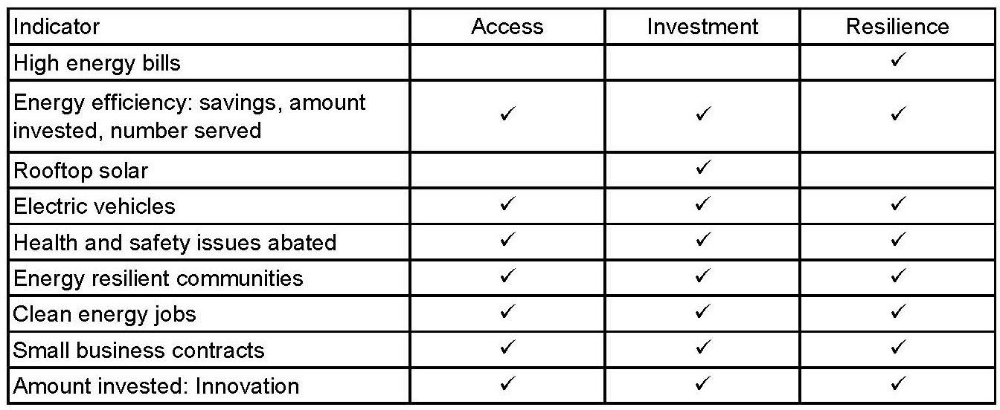 Indicator Access Investment Resilience
High energy bills ✓
Energy efficiency: savings, amount
invested, number served ✓ ✓ ✓
Rooftop solar ✓
Electric vehicles ✓ ✓ ✓
Health and safety issues abated ✓ ✓ ✓
Energy resilient communities ✓ ✓ ✓
Clean energy jobs ✓ ✓ ✓
Small business contracts ✓ ✓ ✓
Amount invested: Innovation ✓ ✓ ✓